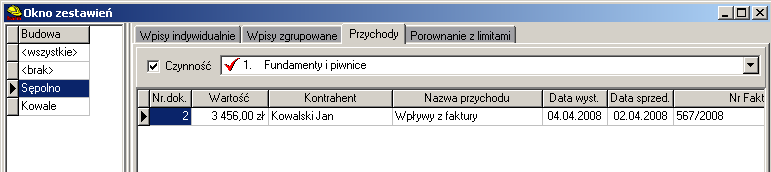 Okno zestawień
Budowa
<wszystkie>
<brak>
Sępolno
Kowale
Wpisy indywidualnie Wpisy zgrupowane Przychody Porownanie z limitami
Czynność 1. Fundamenty i piwnice
Nr.dok. Wartość Kontrahent Nazwa przychodu Data wyst. Data sprzed. Nr Fakt
2 3 456,00 zł Kowalski Jan Wpływy z faktury 04.04.2008 02.04.2008 567/2008